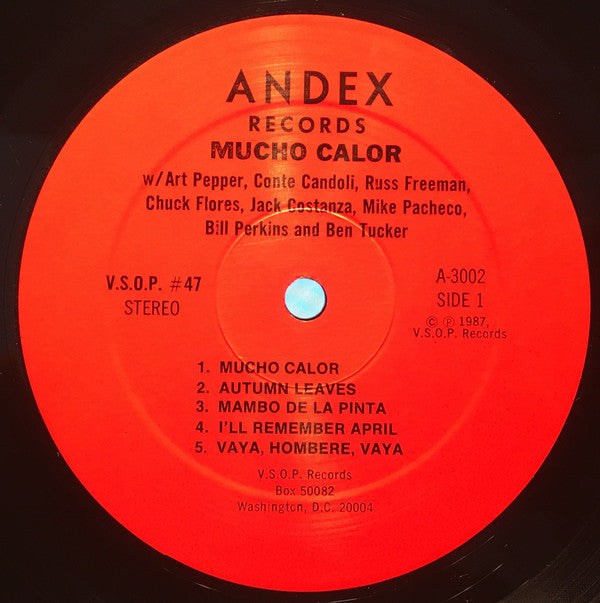 ANDEX
RECORDS
MUCHO CALOR
w/Art Pepper, Conte Candoli, Russ Freeman,
Chuck Flores, Jack Costanza, Mike Pacheco,
Bill Perkins and Ben Tucker
V.S.O.P. #47
STEREO
A-3002
SIDE 1
© ℗ 1987,
V.S.O.P. Records
1. MUCHO CALOR
2. AUTUMN LEAVES
3. MAMBO DE LA PINTA
4. I'LL REMEMBER APRIL
5. VAYA, HOMBERE, VAYA
V.S.O.P. Records
Box 50082
Washington, D.C. 20004